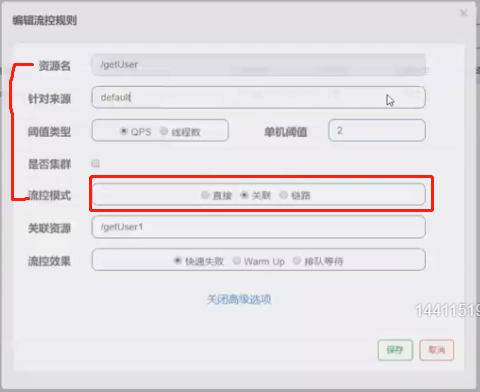 编辑流控规则 ×
资源名 /getUser
针对来源 default
阈值类型 QPS 线程数 单机阈值 2
是否集群
流控模式 直接 关联 链路
关联资源 /getUser1
流控效果 快速失败 Warm Up 排队等待
关闭高级选项
14411519
保存 取消